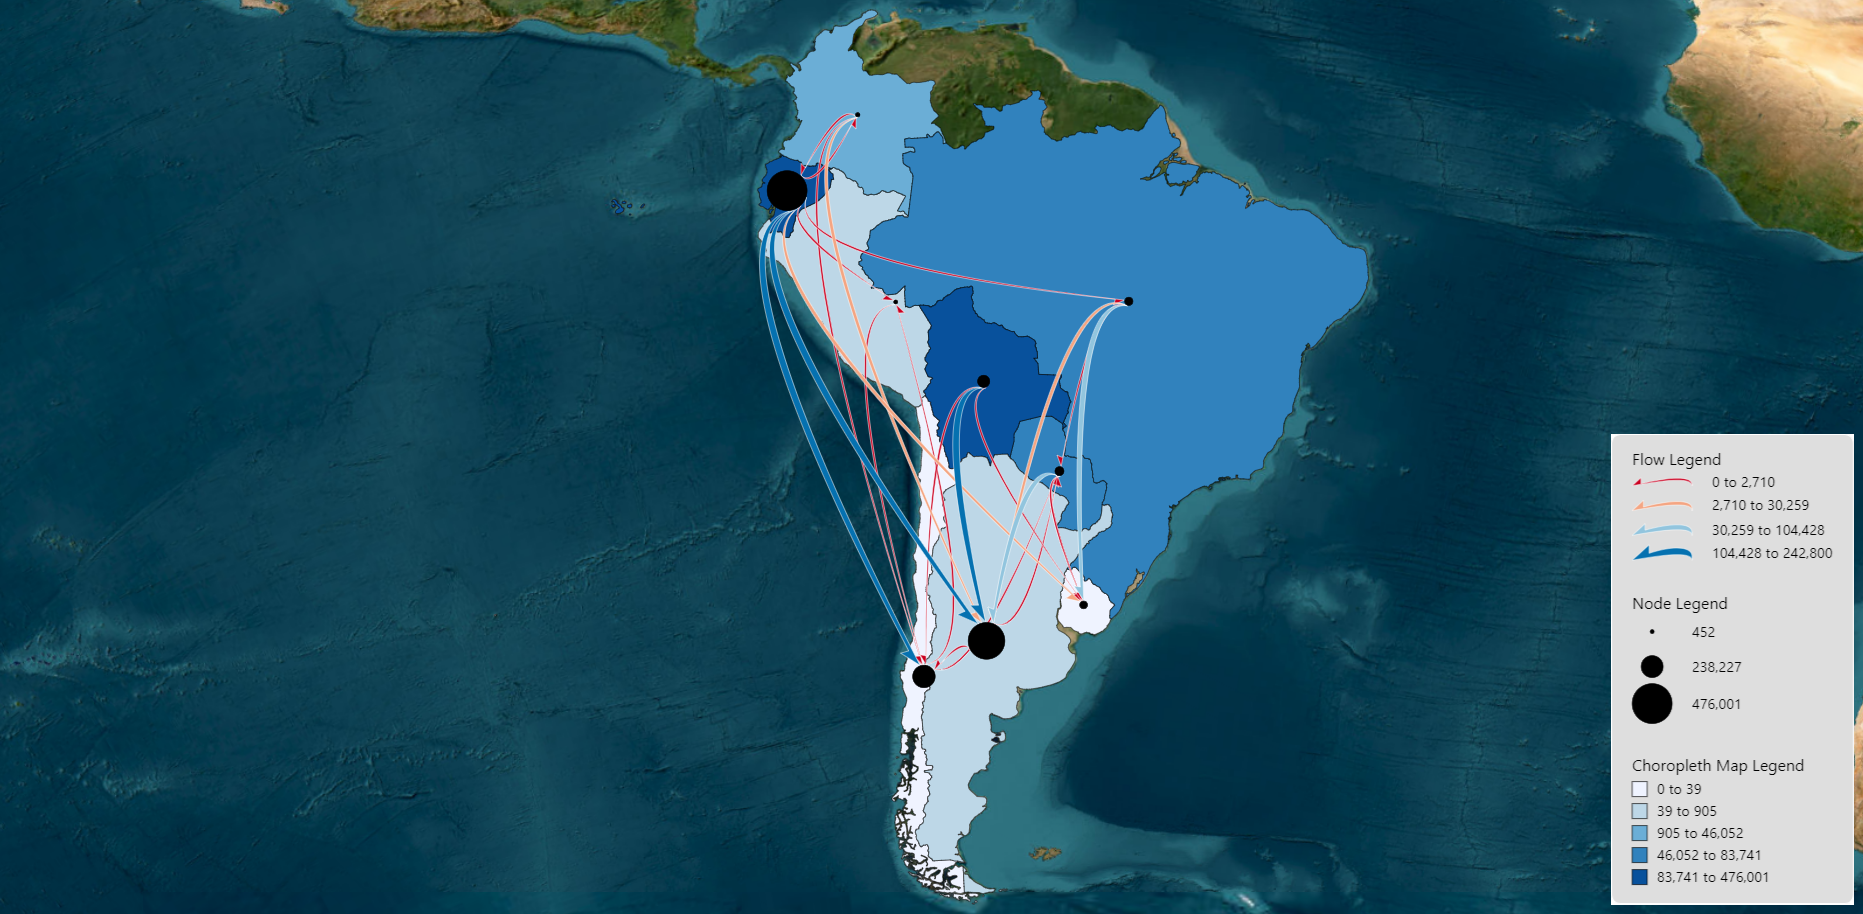 Flow Legend
0 to 2,710
2,710 to 30,259
30,259 to 104,428
104,428 to 242,800
Node Legend
452
238,227
476,001
Choropleth Map Legend
0 to 39
39 to 905
905 to 46,052
46,052 to 83,741
83,741 to 476,001